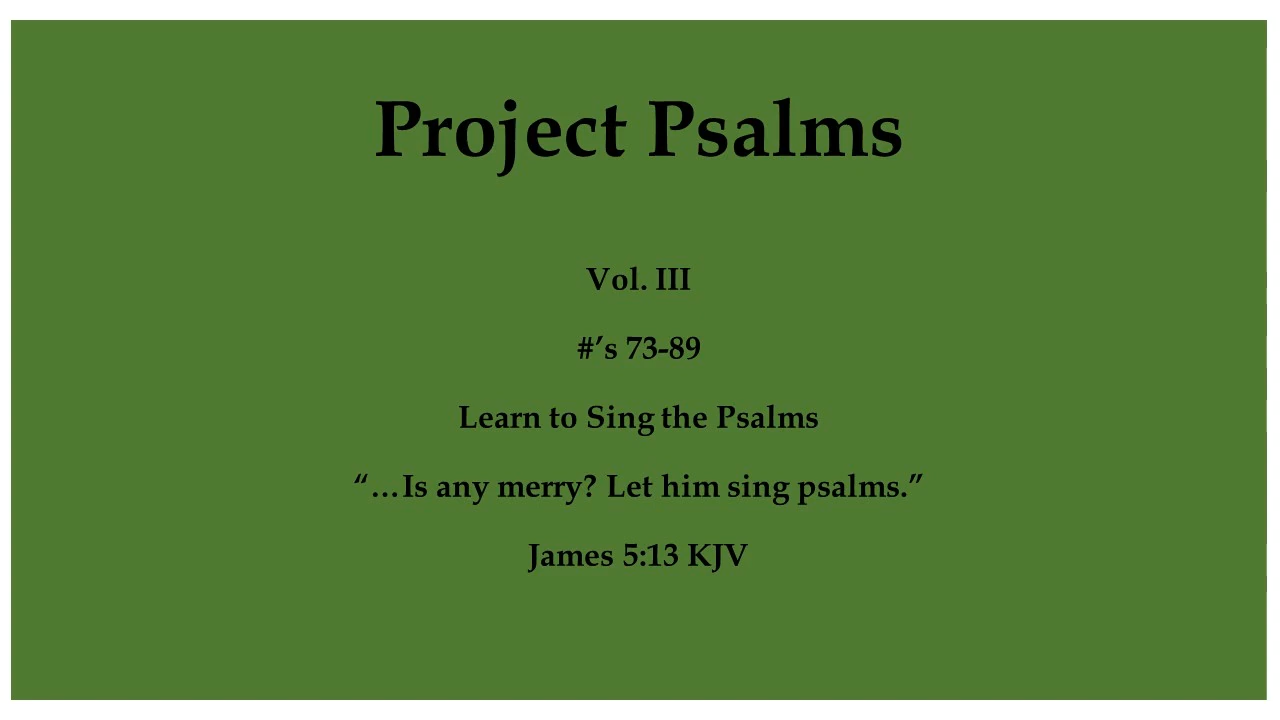 Project Psalms
Vol. III
#’s 73-89
Learn to Sing the Psalms
“…Is any merry? Let him sing psalms.”
James 5:13 KJV